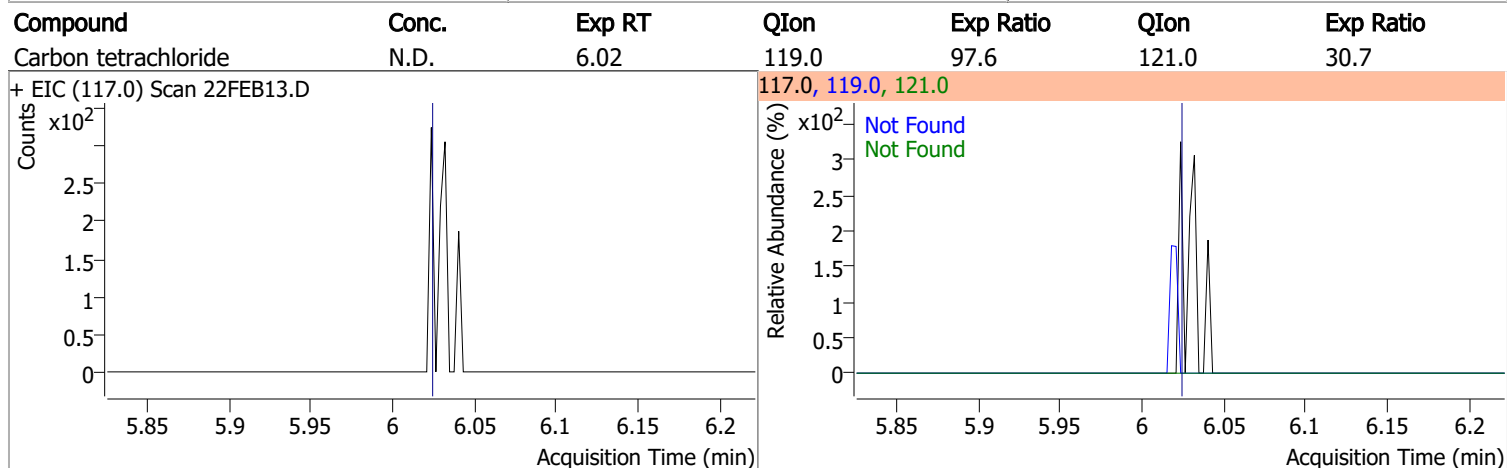 Compound Conc. Exp RT QIon Exp Ratio QIon Exp Ratio
Carbon tetrachloride N.D. 6.02 119.0 97.6 121.0 30.7
+ EIC (117.0) Scan 22FEB13.D
Counts
x10²
2.5
2
1.5
1
0.5
0
5.85 5.9 5.95 6 6.05 6.1 6.15 6.2
Acquisition Time (min)
117.0, 119.0, 121.0
Relative Abundance (%)
x10²
Not Found
Not Found
3
2.5
2
1.5
1
0.5
0
5.85 5.9 5.95 6 6.05 6.1 6.15 6.2
Acquisition Time (min)